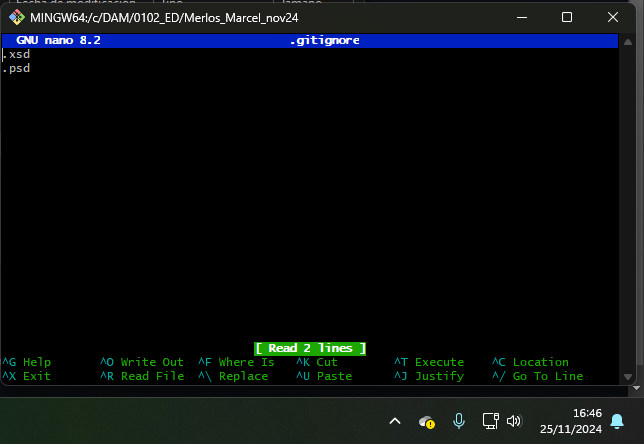 MINGW64:/c/DAM/0102_ED/Merlos_Marcel_nov24
GNU nano 8.2 .gitignore
.xsd
.psd
[ Read 2 lines ]
^G Help ^O Write Out ^F Where Is ^K Cut ^T Execute ^C Location
^X Exit ^R Read File ^\ Replace ^U Paste ^J Justify ^/ Go To Line
16:46
25/11/2024